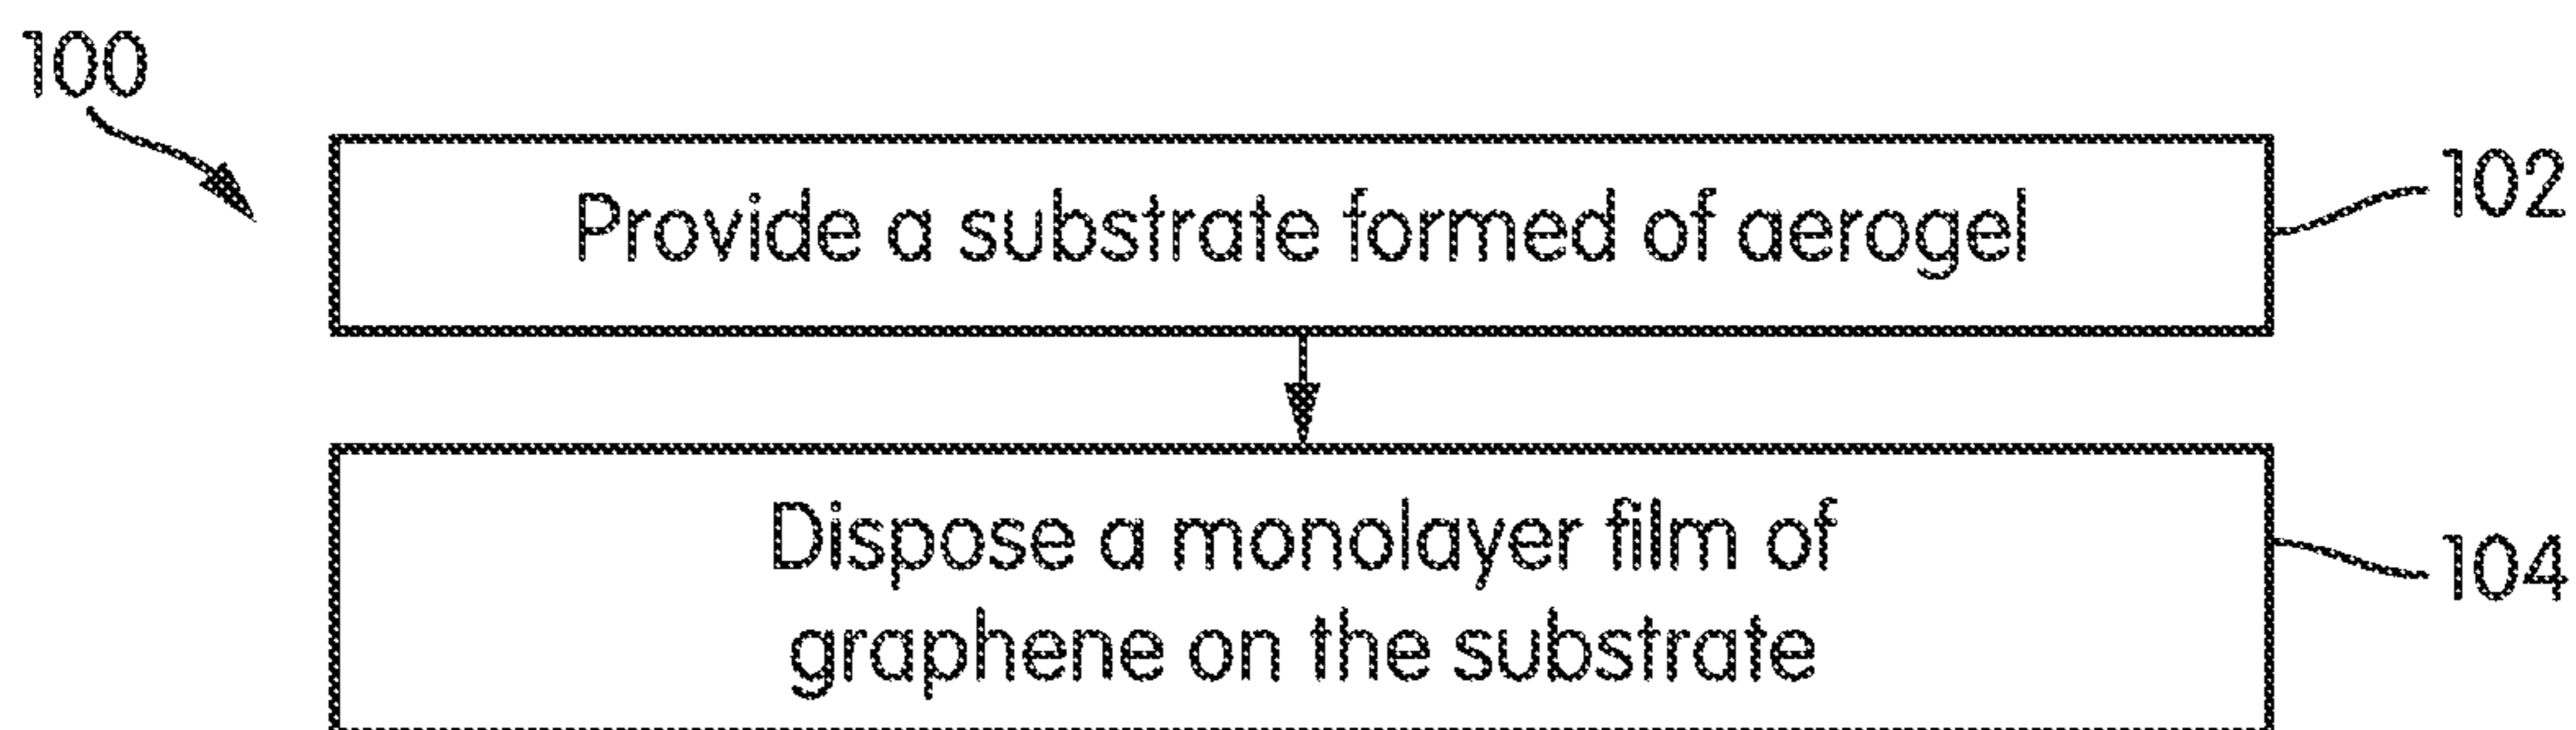 100
Provide a substrate formed of aerogel
102
Dispose a monolayer film of
graphene on the substrate
104